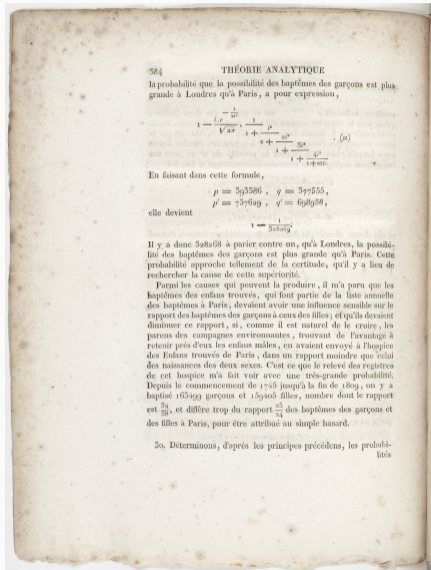 384 THÉORIE ANALYTIQUE
la probabilité que la possibilité des baptêmes des garçons est plus
grande à Londres qu'à Paris, a pour expression,
1 —
1 +
1 +
1 +
1 + etc.
(o)
En faisant dans cette formule,
p = 393386 , q = 377555,
p' = 737629 , q' = 698958,
elle devient
1 — 1/328269.
Il y a donc 328268 à parier contre un, qu'à Londres, la possibi-
lité des baptêmes des garçons est plus grande qu'à Paris. Cette
probabilité approche tellement de la certitude, qu'il y a lieu de
rechercher la cause de cette supériorité.
Parmi les causes qui peuvent la produire, il m'a paru que les
baptêmes des enfans trouvés, qui font partie de la liste annuelle
des baptêmes à Paris, devaient avoir une influence sensible sur le
rapport des baptêmes des garçons à ceux des filles; et qu'ils devaient
diminuer ce rapport, si, comme il est naturel de le croire, les
parens des campagnes environnantes, trouvant de l'avantage à
retenir près d'eux les enfans mâles, en avaient envoyé à l'hospice
des Enfans trouvés de Paris, dans un rapport moindre que celui
des naissances des deux sexes. C'est ce que le relevé des registres
de cet hospice m'a fait voir avec une très-grande probabilité.
Depuis le commencement de 1745 jusqu'à la fin de 1809, on y a
baptisé 163499 garçons et 159405 filles, nombre dont le rapport
est 39/38, et diffère trop du rapport 25/24 des baptêmes des garçons et
des filles à Paris, pour être attribué au simple hasard.
30. Déterminons, d'après les principes précédens, les probabi-
lités